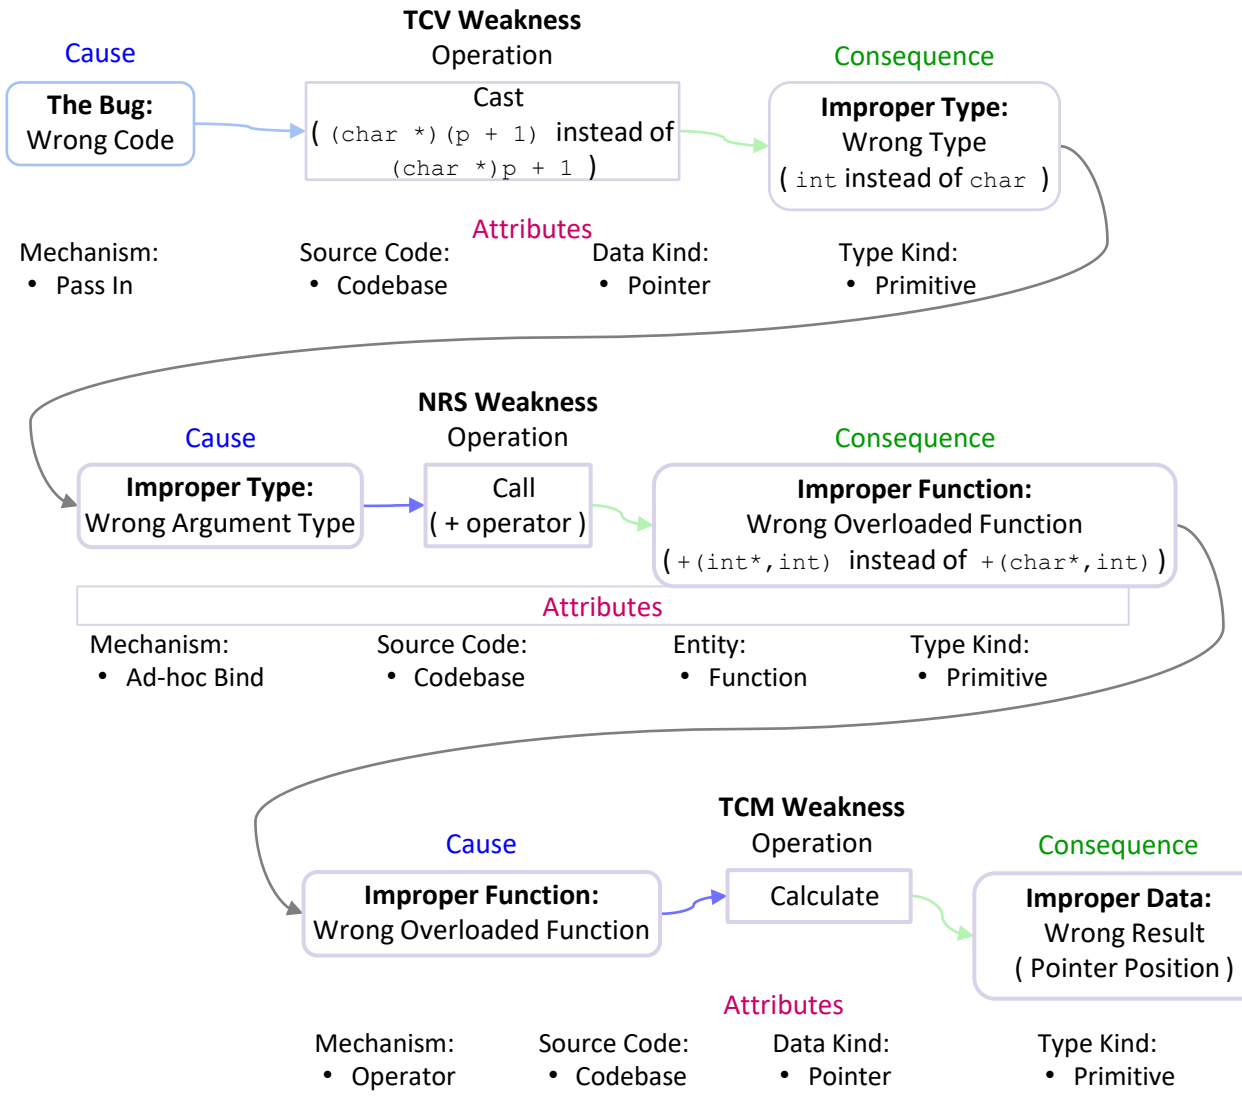 TCV Weakness
Cause
Operation
Consequence
The Bug:
Wrong Code
Cast
( (char *)(p + 1) instead of
(char *)p + 1 )
Improper Type:
Wrong Type
( int instead of char )
Attributes
Mechanism:
• Pass In
Source Code:
• Codebase
Data Kind:
• Pointer
Type Kind:
• Primitive
NRS Weakness
Cause
Operation
Consequence
Improper Type:
Wrong Argument Type
Call
( + operator )
Improper Function:
Wrong Overloaded Function
( +(int*,int) instead of +(char*,int) )
Attributes
Mechanism:
• Ad-hoc Bind
Source Code:
• Codebase
Entity:
• Function
Type Kind:
• Primitive
TCM Weakness
Cause
Operation
Consequence
Improper Function:
Wrong Overloaded Function
Calculate
Improper Data:
Wrong Result
( Pointer Position )
Attributes
Mechanism:
• Operator
Source Code:
• Codebase
Data Kind:
• Pointer
Type Kind:
• Primitive